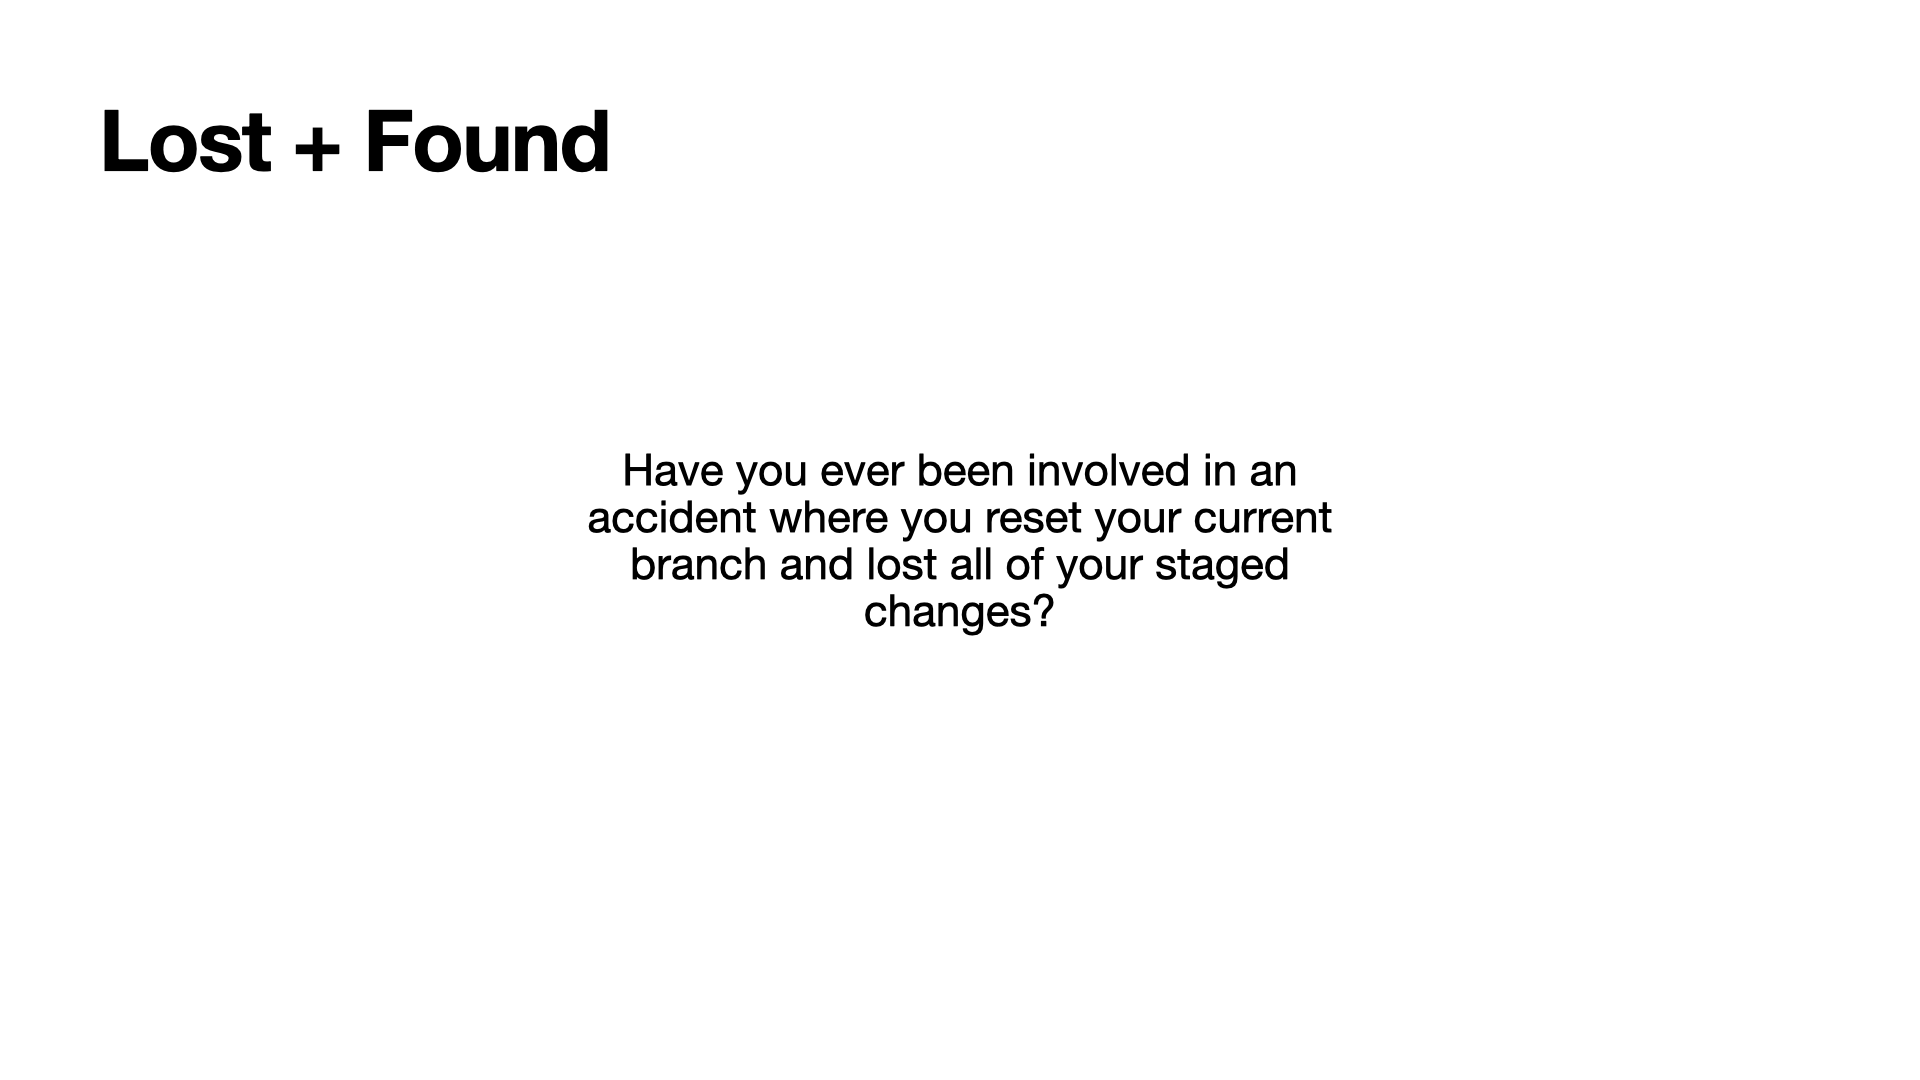 Lost + Found
Have you ever been involved in an
accident where you reset your current
branch and lost all of your staged
changes?